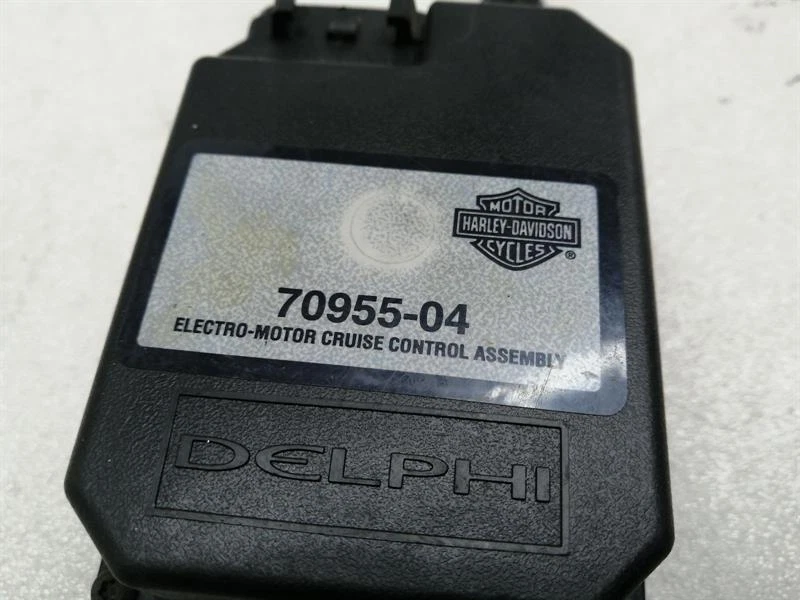 MOTOR
HARLEY-DAVIDSON
CYCLES
®
70955-04
ELECTRO-MOTOR CRUISE CONTROL ASSEMBLY
DELPHI